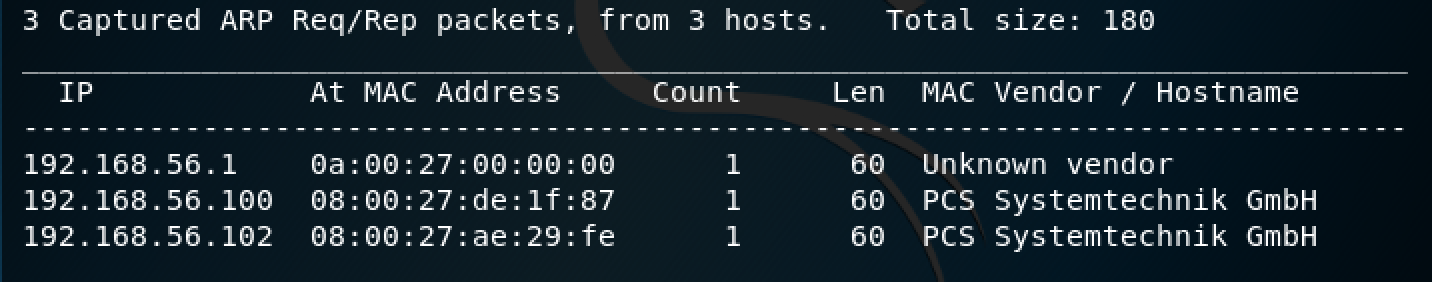 3 Captured ARP Req/Rep packets, from 3 hosts.   Total size: 180
_____________________________________________________________________________
  IP            At MAC Address     Count     Len  MAC Vendor / Hostname
-----------------------------------------------------------------------------
192.168.56.1    0a:00:27:00:00:00      1      60  Unknown vendor
192.168.56.100  08:00:27:de:1f:87      1      60  PCS Systemtechnik GmbH
192.168.56.102  08:00:27:ae:29:fe      1      60  PCS Systemtechnik GmbH